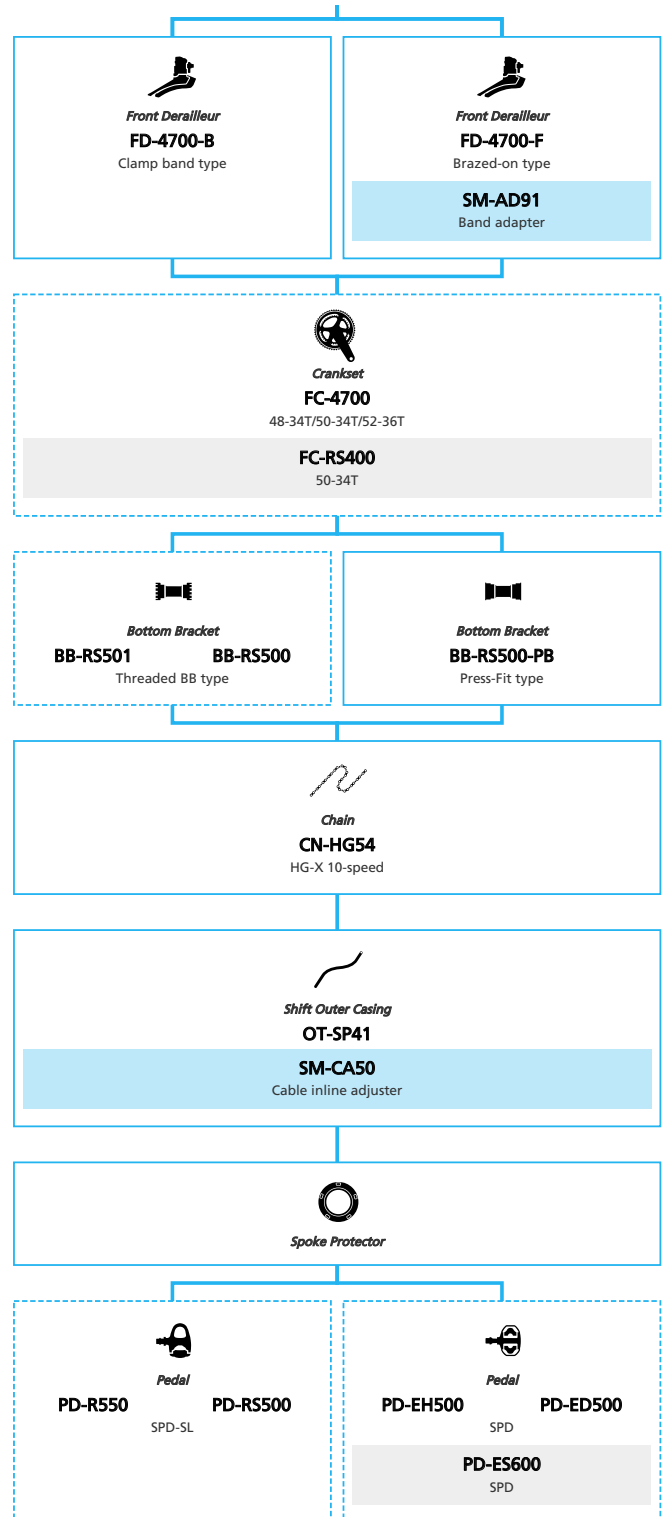 Front Derailleur
FD-4700-B
Clamp band type
Front Derailleur
FD-4700-F
Brazed-on type
SM-AD91
Band adapter
Crankset
FC-4700
48-34T/50-34T/52-36T
FC-RS400
50-34T
Bottom Bracket
BB-RS501 BB-RS500
Threaded BB type
Bottom Bracket
BB-RS500-PB
Press-Fit type
Chain
CN-HG54
HG-X 10-speed
Shift Outer Casing
OT-SP41
SM-CA50
Cable inline adjuster
Spoke Protector
Pedal
PD-R550 PD-RS500
SPD-SL
Pedal
PD-EH500 PD-ED500
SPD
PD-ES600
SPD